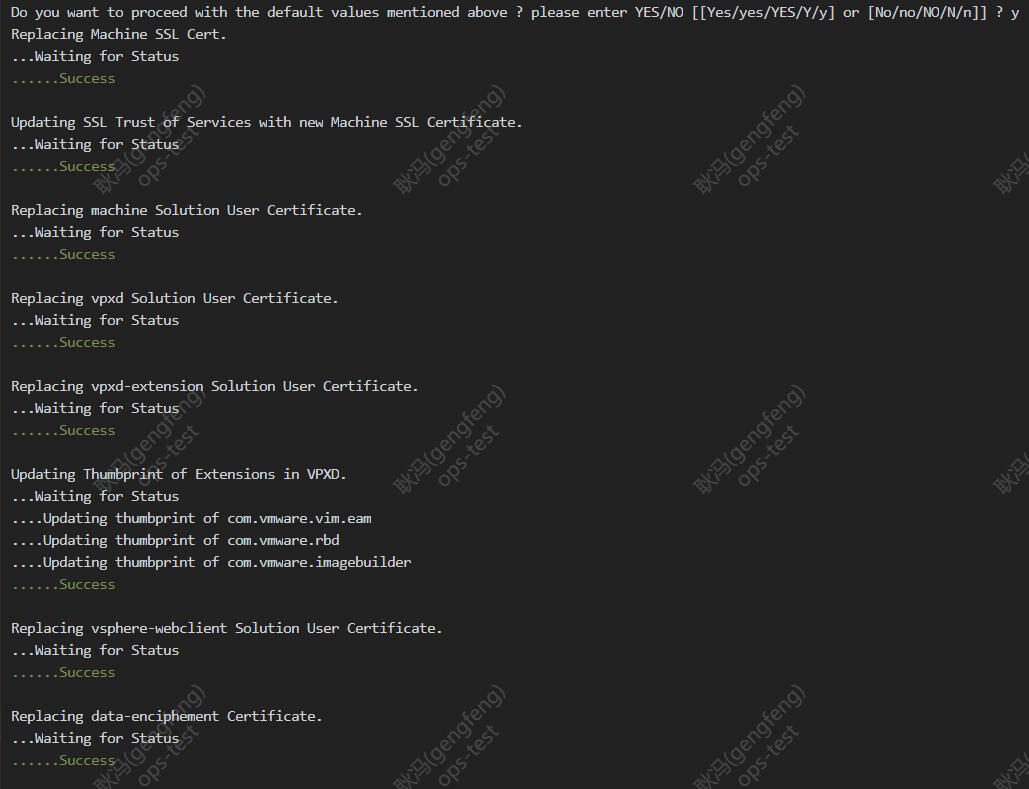 Do you want to proceed with the default values mentioned above ? please enter YES/NO [[Yes/yes/YES/Y/y] or [No/no/NO/N/n]] ? y
Replacing Machine SSL Cert.
...Waiting for Status
......Success
Updating SSL Trust of Services with new Machine SSL Certificate.
...Waiting for Status
......Success
Replacing machine Solution User Certificate.
...Waiting for Status
......Success
Replacing vpxd Solution User Certificate.
...Waiting for Status
......Success
Replacing vpxd-extension Solution User Certificate.
...Waiting for Status
......Success
Updating Thumbprint of Extensions in VPXD.
...Waiting for Status
....Updating thumbprint of com.vmware.vim.eam
....Updating thumbprint of com.vmware.rbd
....Updating thumbprint of com.vmware.imagebuilder
......Success
Replacing vsphere-webclient Solution User Certificate.
...Waiting for Status
......Success
Replacing data-enciphement Certificate.
...Waiting for Status
......Success
耿冯(gengfeng)
ops-test
耿冯(gengfeng)
ops-test
耿冯(gengfeng)
ops-test
耿冯
耿冯(gengfeng)
ops-test
耿冯(gengfeng)
ops-test
耿冯(gengfeng)
ops-test
耿冯
耿冯(gengfeng)
ops-test
耿冯(gengfeng)
ops-test
耿冯(gengfeng)
ops-test
耿冯